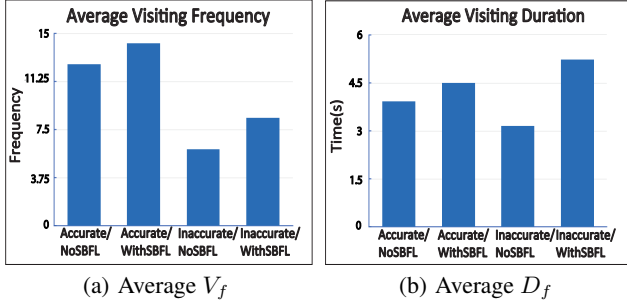 Average Visiting Frequency
Frequency
15
11.25
7.5
3.75
0
Accurate/ Accurate/ Inaccurate/ Inaccurate/
NoSBFL WithSBFL NoSBFL WithSBFL
(a) Average V_f
Average Visiting Duration
Time(s)
6
4.5
3
1.5
0
Accurate/ Accurate/ Inaccurate/ Inaccurate/
NoSBFL WithSBFL NoSBFL WithSBFL
(b) Average D_f